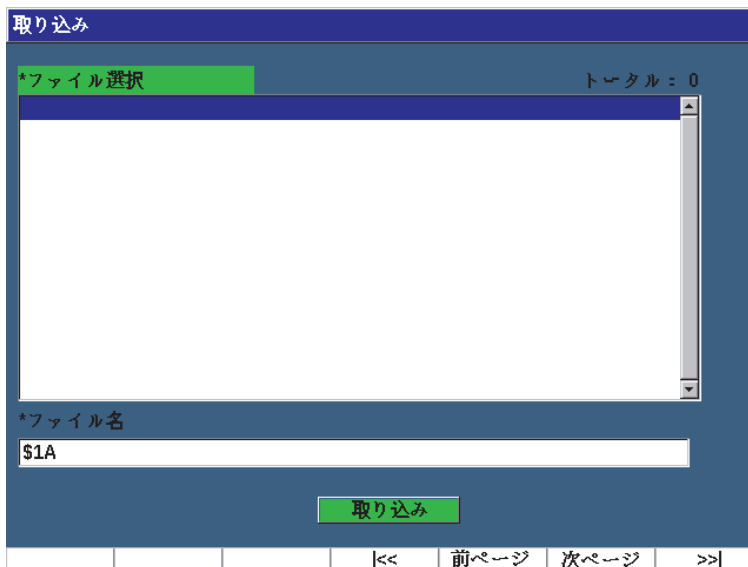 取り込み
*ファイル選択 トータル: 0
*ファイル名
$1A
取り込み
|<< 前ページ 次ページ >>|